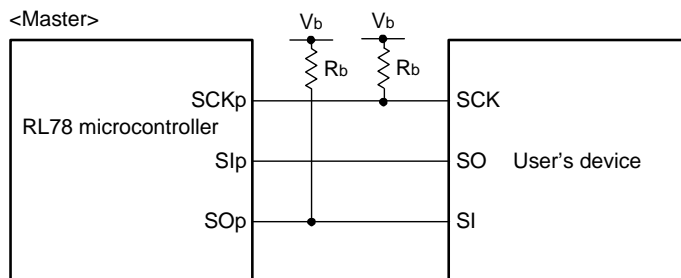 <Master>
Vb Vb
Rb Rb
SCKp SCK
RL78 microcontroller
SIp SO User's device
SOp SI